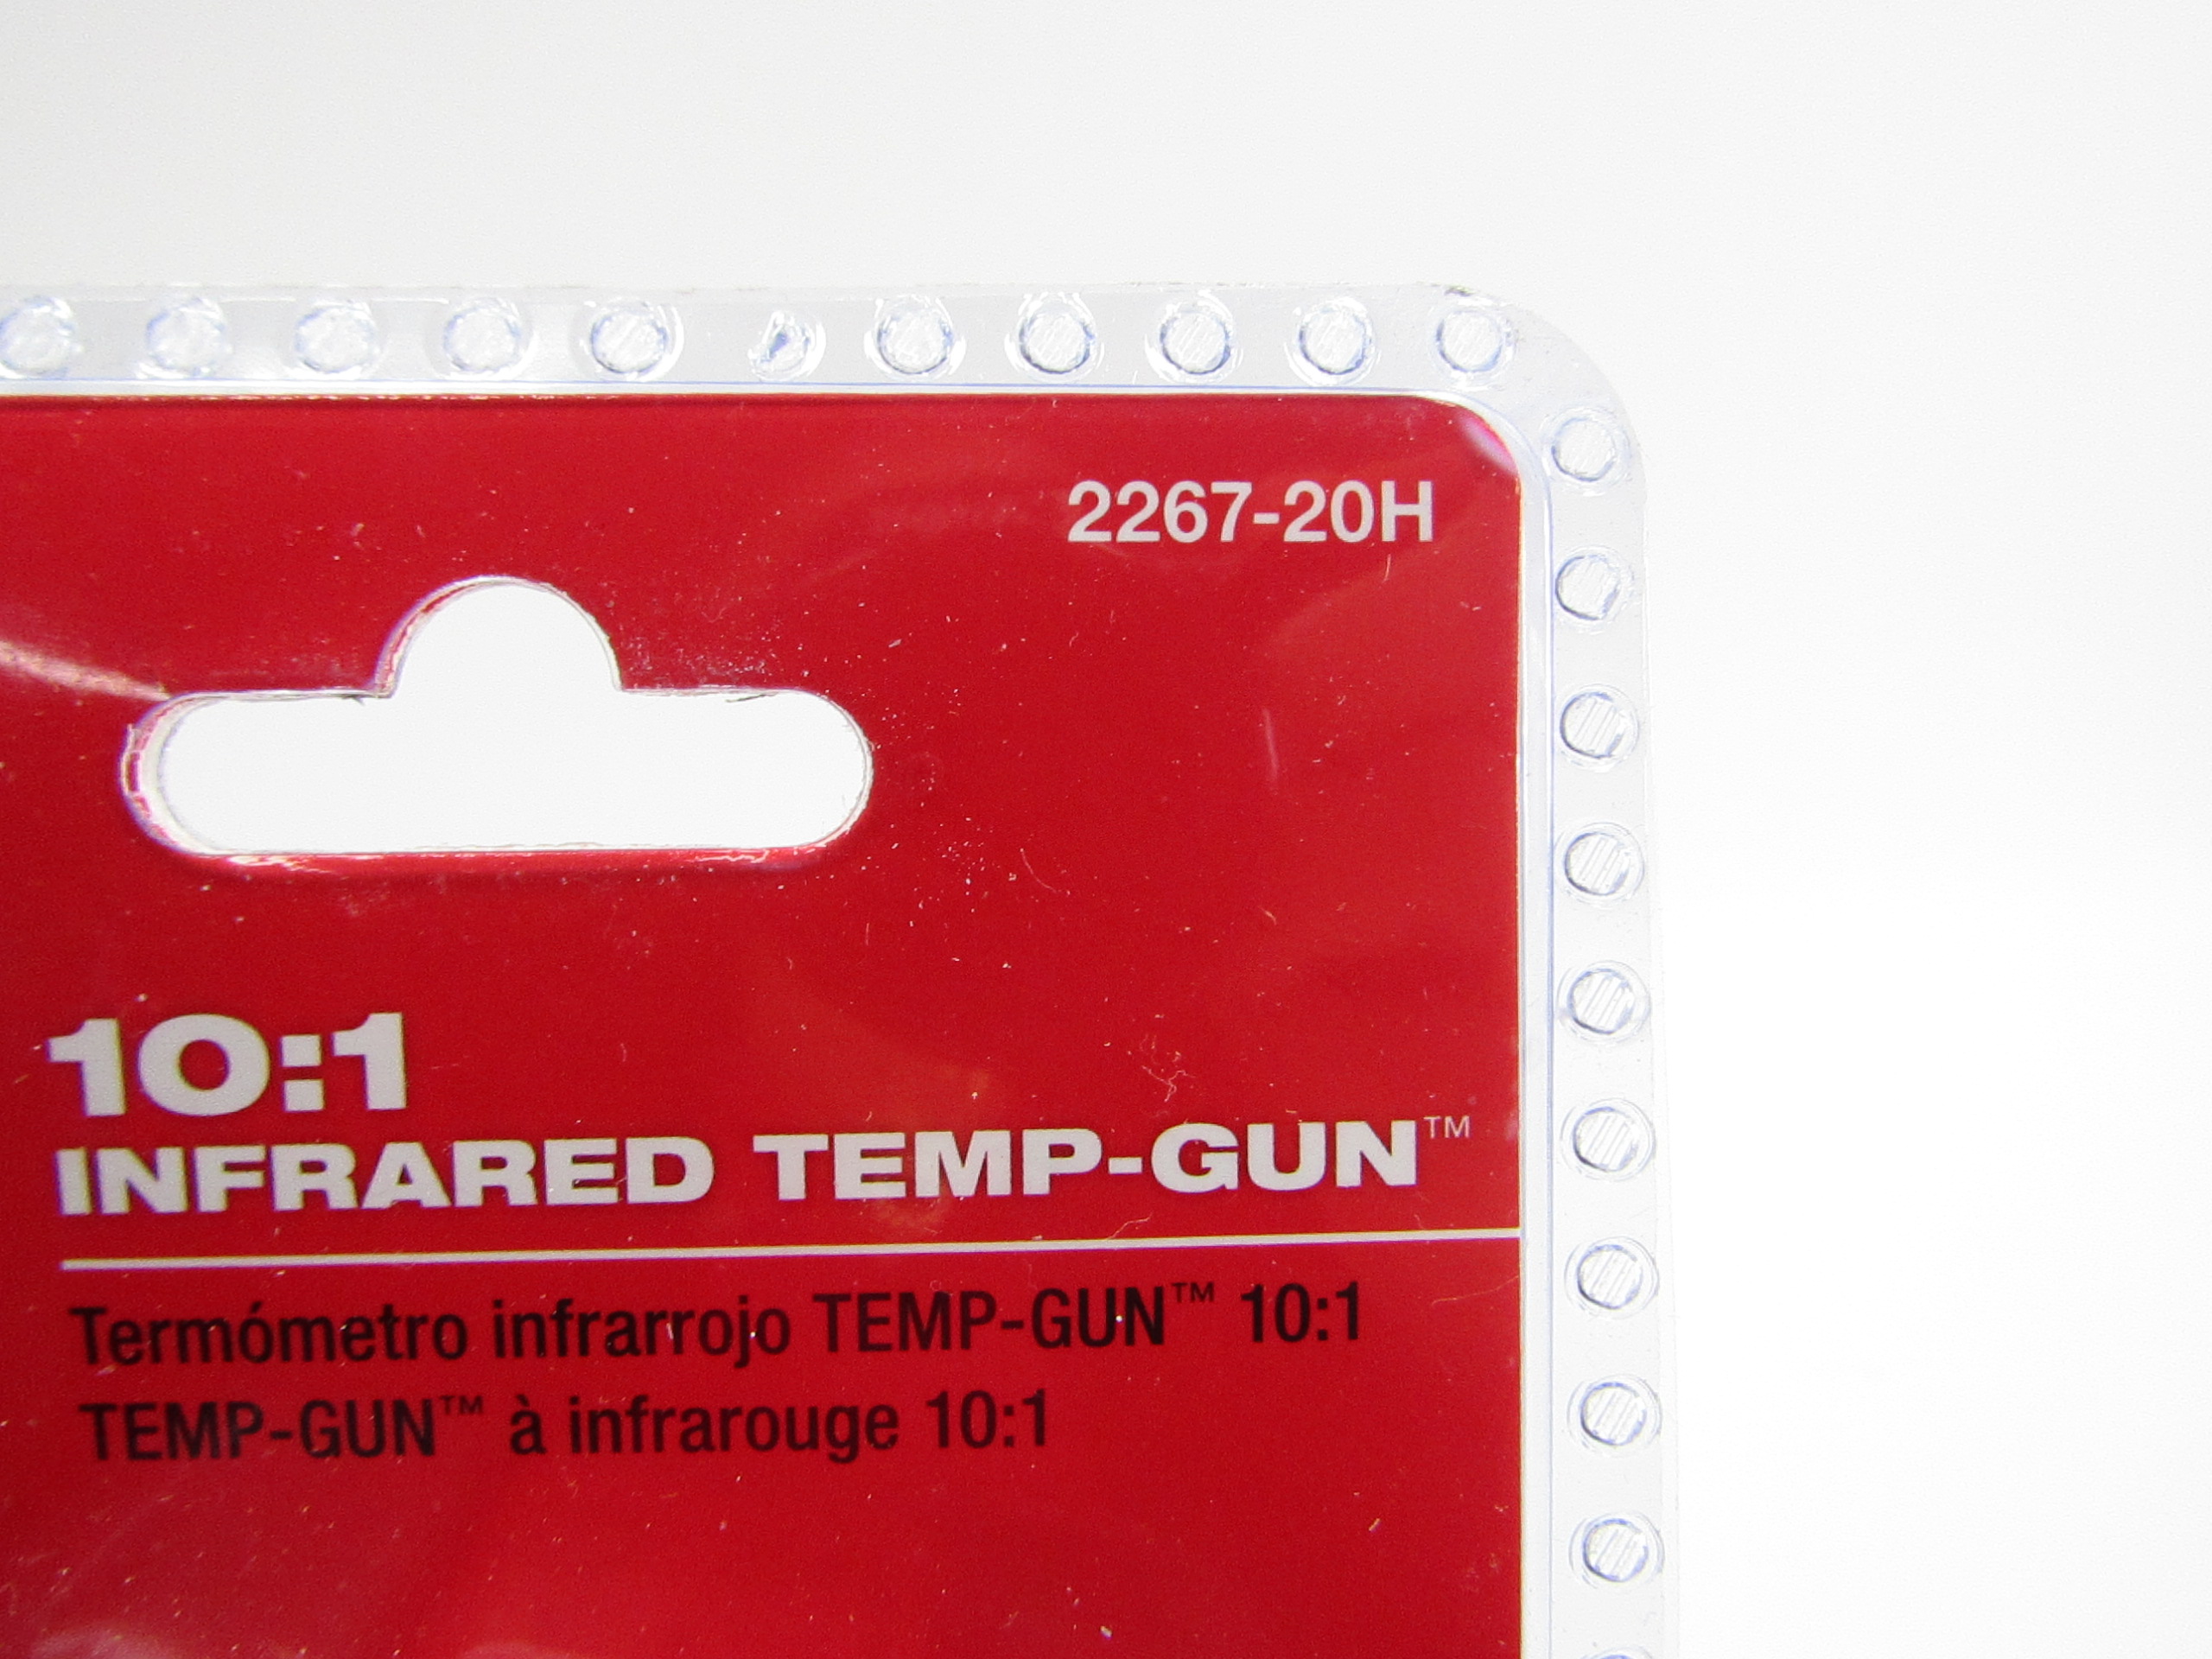 2267-20H
10:1
INFRARED TEMP-GUN™
Termómetro infrarrojo TEMP-GUN™ 10:1
TEMP-GUN™ à infrarouge 10:1